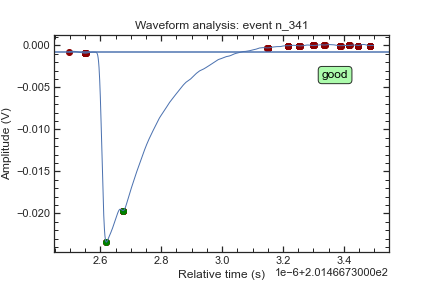 Waveform analysis: event n_341
Amplitude (V)
0.000
−0.005
−0.010
−0.015
−0.020
good
2.6 2.8 3.0 3.2 3.4
Relative time (s)
1e−6+2.0146673000e2